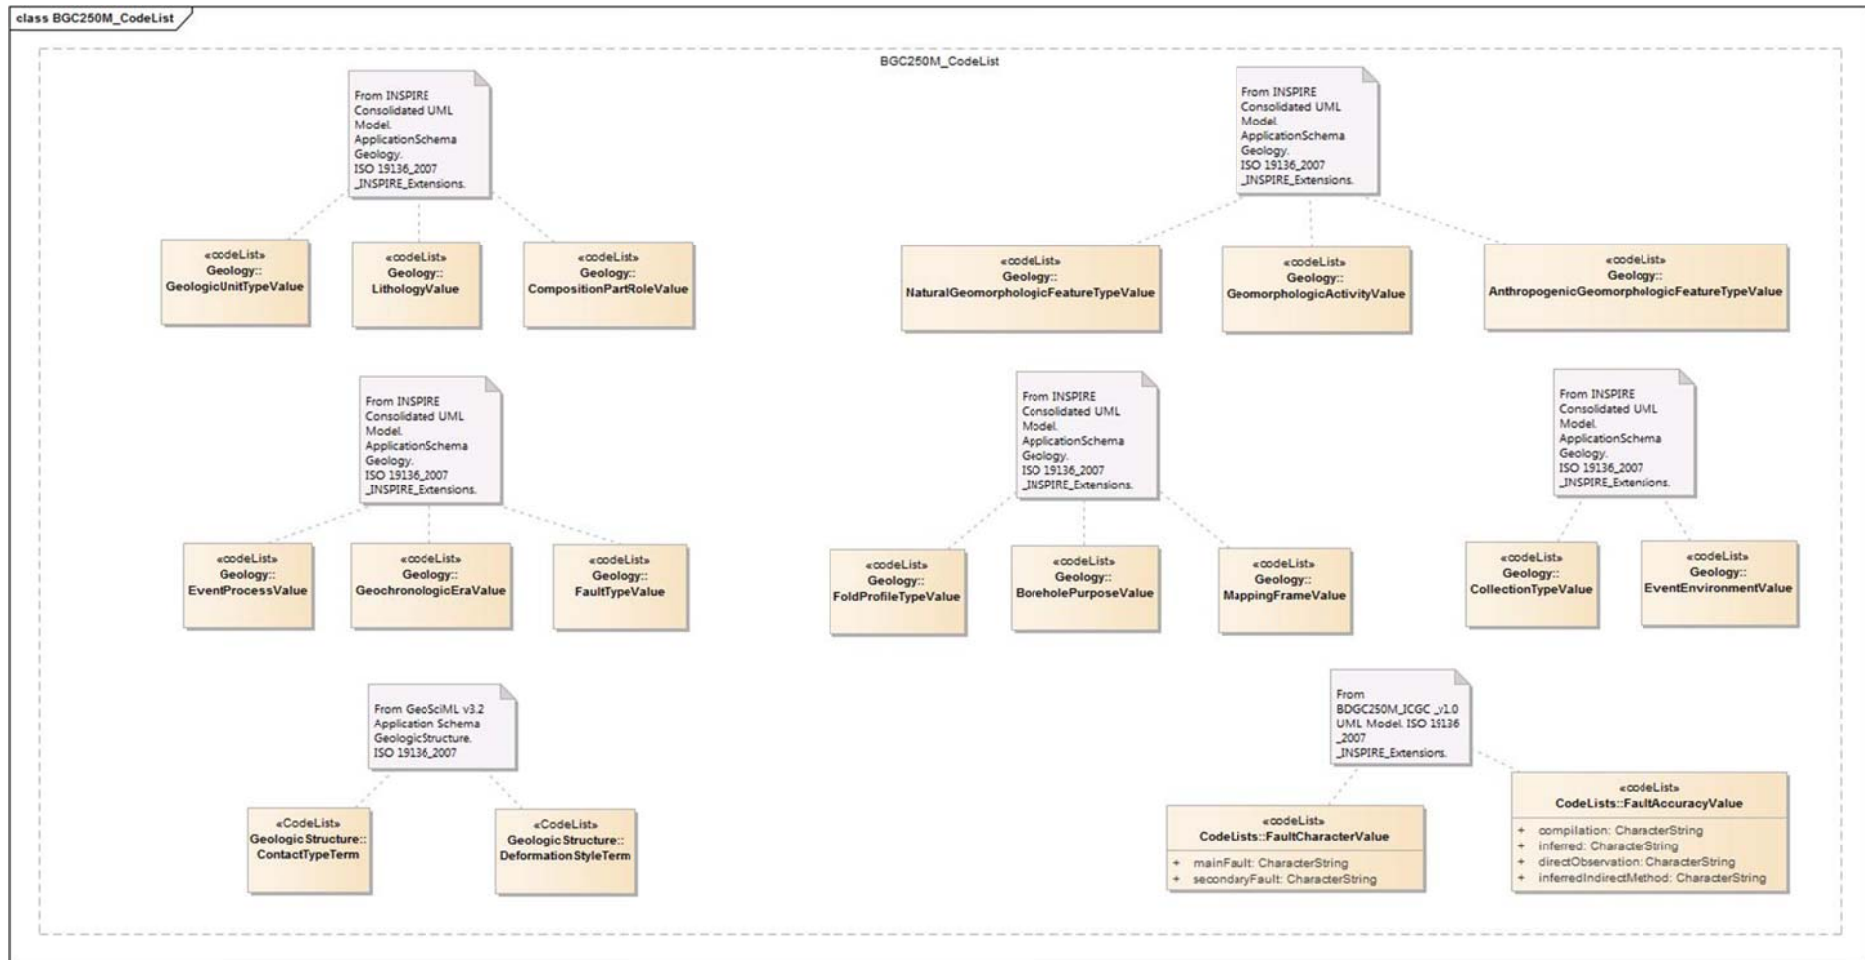 class BGC250M_CodeList
BGC250M_CodeList
From INSPIRE
Consolidated UML
Model.
ApplicationSchema
Geology.
ISO 19136_2007
_INSPIRE_Extensions.
«codeList»
Geology::
GeologicUnitTypeValue
«codeList»
Geology::
LithologyValue
«codeList»
Geology::
CompositionPartRoleValue
From INSPIRE
Consolidated UML
Model.
ApplicationSchema
Geology.
ISO 19136_2007
_INSPIRE_Extensions.
«codeList»
Geology::
NaturalGeomorphologicFeatureTypeValue
«codeList»
Geology::
GeomorphologicActivityValue
«codeList»
Geology::
AnthropogenicGeomorphologicFeatureTypeValue
From INSPIRE
Consolidated UML
Model.
ApplicationSchema
Geology.
ISO 19136_2007
_INSPIRE_Extensions.
«codeList»
Geology::
EventProcessValue
«codeList»
Geology::
GeochronologicEraValue
«codeList»
Geology::
FaultTypeValue
From INSPIRE
Consolidated UML
Model.
ApplicationSchema
Geology.
ISO 19136_2007
_INSPIRE_Extensions.
«codeList»
Geology::
FoldProfileTypeValue
«codeList»
Geology::
BoreholePurposeValue
«codeList»
Geology::
MappingFrameValue
From INSPIRE
Consolidated UML
Model.
ApplicationSchema
Geology.
ISO 19136_2007
_INSPIRE_Extensions.
«codeList»
Geology::
CollectionTypeValue
«codeList»
Geology::
EventEnvironmentValue
From GeoSciML v3.2
Application Schema
GeologicStructure.
ISO 19136_2007
«CodeList»
GeologicStructure::
ContactTypeTerm
«CodeList»
GeologicStructure::
DeformationStyleTerm
From
BDGC250M_ICGC _v1.0
UML Model. ISO 19136
_2007
_INSPIRE_Extensions.
«codeList»
CodeLists::FaultCharacterValue
+ mainFault: CharacterString
+ secondaryFault: CharacterString
«codeList»
CodeLists::FaultAccuracyValue
+ compilation: CharacterString
+ inferred: CharacterString
+ directObservation: CharacterString
+ inferredIndirectMethod: CharacterString